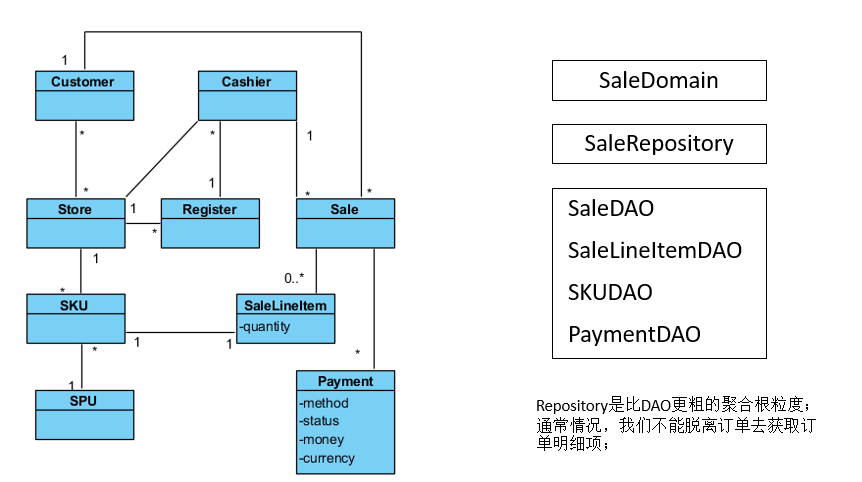 1
Customer
Cashier
*
*
1
*
1
*
*
*
Store
1
Register
Sale
*
1
*
0..*
SKU
SaleLineItem
-quantity
1
1
*
*
1
SPU
Payment
-method
-status
-money
-currency
SaleDomain
SaleRepository
SaleDAO
SaleLineItemDAO
SKUDAO
PaymentDAO
Repository是比DAO更粗的聚合根粒度；
通常情况，我们不能脱离订单去获取订
单明细项；